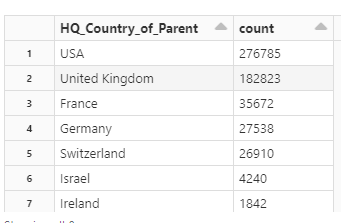 HQ_Country_of_Parent count
1 USA 276785
2 United Kingdom 182823
3 France 35672
4 Germany 27538
5 Switzerland 26910
6 Israel 4240
7 Ireland 1842